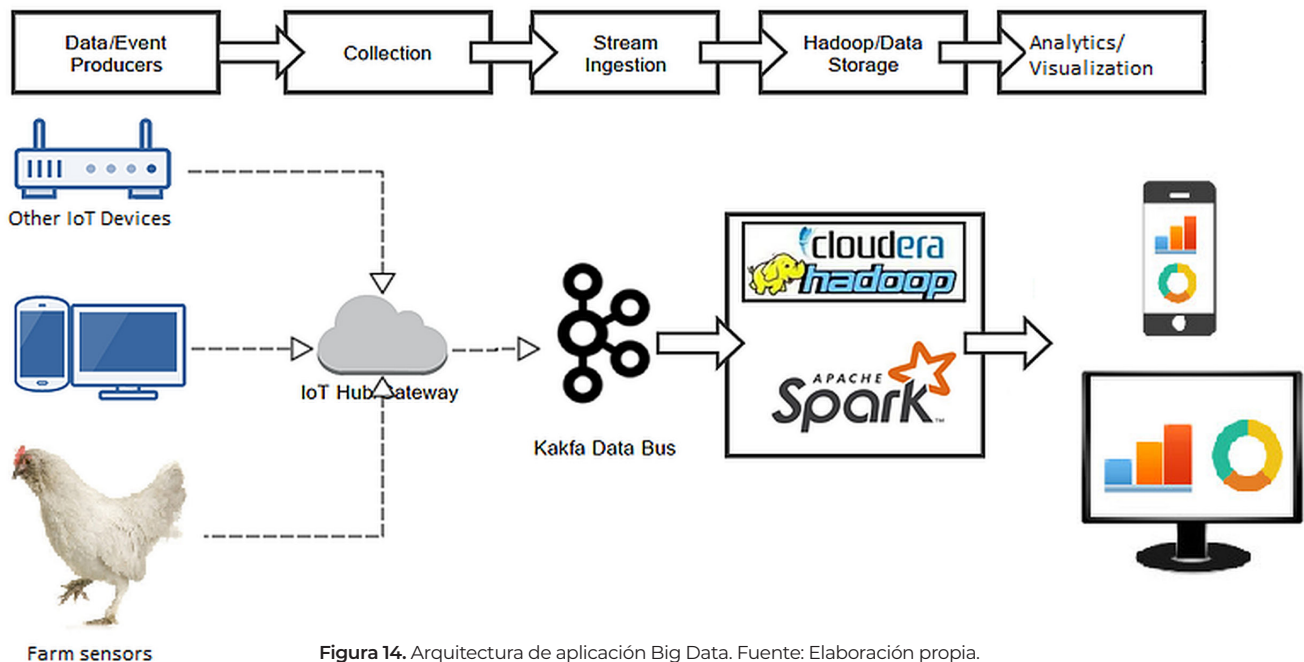 Data/Event
Producers
Collection
Stream
Ingestion
Hadoop/Data
Storage
Analytics/
Visualization
Other IoT Devices
IoT Hub Gateway
Kakfa Data Bus
cloudera
hadoop
APACHE
Spark™
Farm sensors
Figura 14. Arquitectura de aplicación Big Data. Fuente: Elaboración propia.